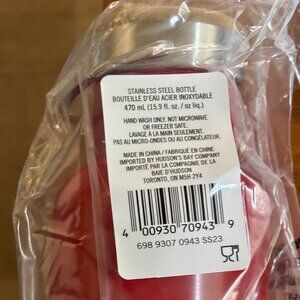 STAINLESS STEEL BOTTLE
BOUTEILLE D'EAU ACIER INOXYDABLE
470 mL (15.9 fl. oz / oz liq.)
HAND WASH ONLY. NOT MICROWAVE
OR FREEZER SAFE.
LAVAGE À LA MAIN SEULEMENT.
PAS AU MICRO-ONDES OU AU CONGÉLATEUR.
MADE IN CHINA / FABRIQUÉ EN CHINE
IMPORTED BY HUDSON'S BAY COMPANY
IMPORTÉ PAR LA COMPAGNIE DE LA
BAIE D'HUDSON
TORONTO, ON M5H 2Y4
4 00930 70943 9
698 9307 0943 SS23